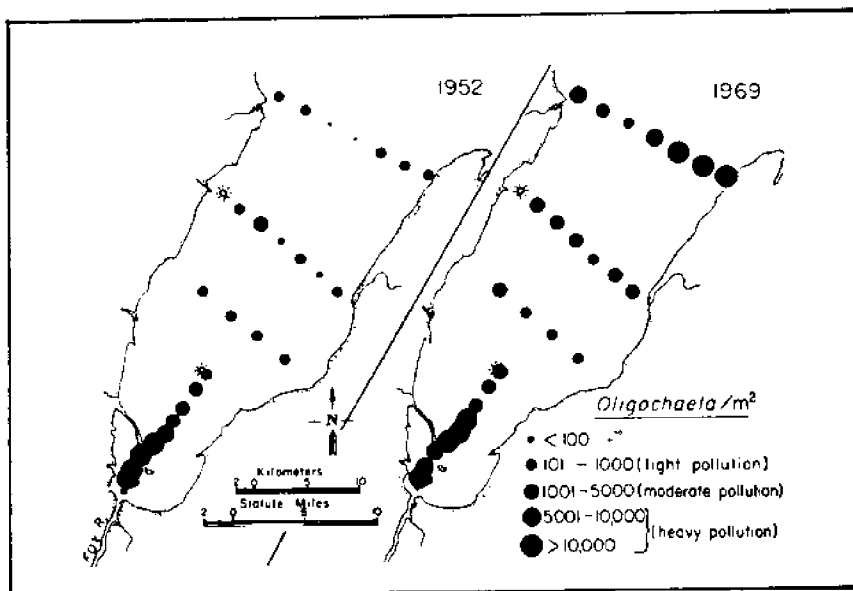 1952
1969
N
Oligochaeta/m²
< 100
101 - 1000 (light pollution)
1001-5000 (moderate pollution)
5001-10,000
>10,000
(heavy pollution)
Kilometers
2 0 5 10
Statute Miles
2 0 5 10
FOX R.